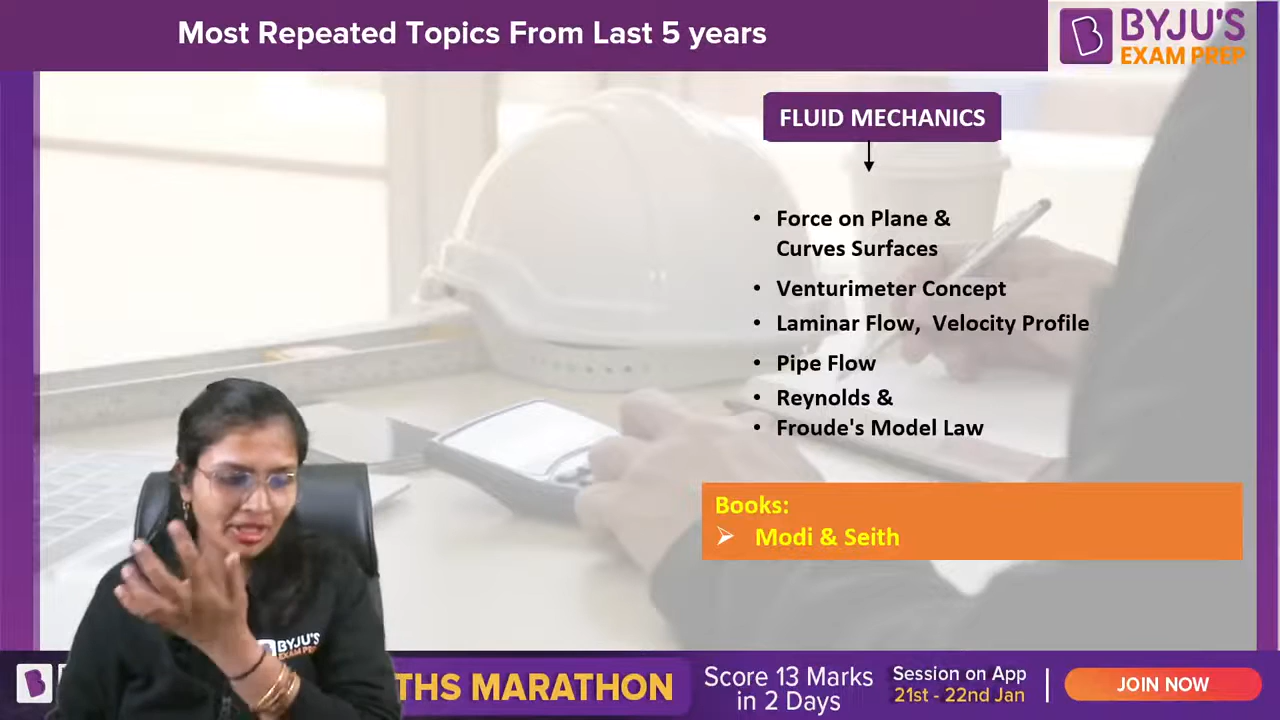 Most Repeated Topics From Last 5 years
BYJU'S
EXAM PREP
FLUID MECHANICS
• Force on Plane &
Curves Surfaces
• Venturimeter Concept
• Laminar Flow, Velocity Profile
• Pipe Flow
• Reynolds &
• Froude's Model Law
Books:
➢ Modi & Seith
BYJU'S
EXAM PREP
THS MARATHON
Score 13 Marks
in 2 Days
Session on App
21st - 22nd Jan
JOIN NOW